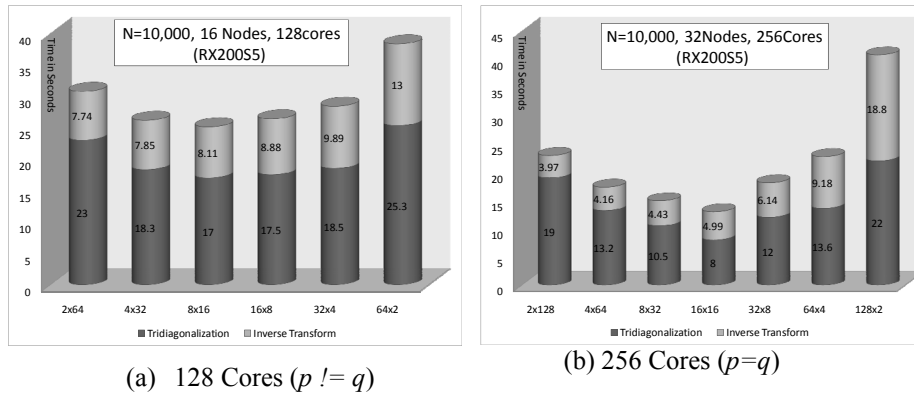 N=10,000, 16 Nodes, 128cores
(RX200S5)
Time in Seconds
40
35
30
25
20
15
10
5
0
7.74
7.85
8.11
8.88
9.89
13
23
18.3
17
17.5
18.5
25.3
2x64
4x32
8x16
16x8
32x4
64x2
Tridiagonalization
Inverse Transform
(a) 128 Cores (p != q)
N=10,000, 32Nodes, 256Cores
(RX200S5)
Time in Seconds
45
40
35
30
25
20
15
10
5
0
3.97
4.16
4.43
4.99
6.14
9.18
18.8
19
13.2
10.5
8
12
13.6
22
2x128
4x64
8x32
16x16
32x8
64x4
128x2
Tridiagonalization
Inverse Transform
(b) 256 Cores (p=q)